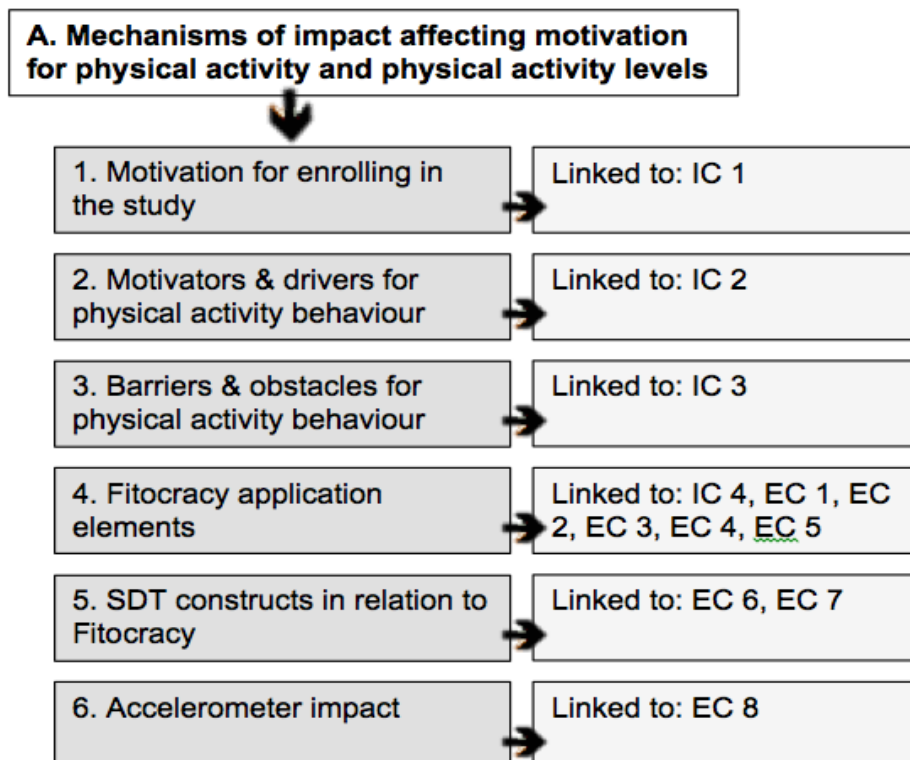 A. Mechanisms of impact affecting motivation
for physical activity and physical activity levels
1. Motivation for enrolling in
the study
Linked to: IC 1
2. Motivators & drivers for
physical activity behaviour
Linked to: IC 2
3. Barriers & obstacles for
physical activity behaviour
Linked to: IC 3
4. Fitocracy application
elements
Linked to: IC 4, EC 1, EC
2, EC 3, EC 4, EC 5
5. SDT constructs in relation to
Fitocracy
Linked to: EC 6, EC 7
6. Accelerometer impact
Linked to: EC 8